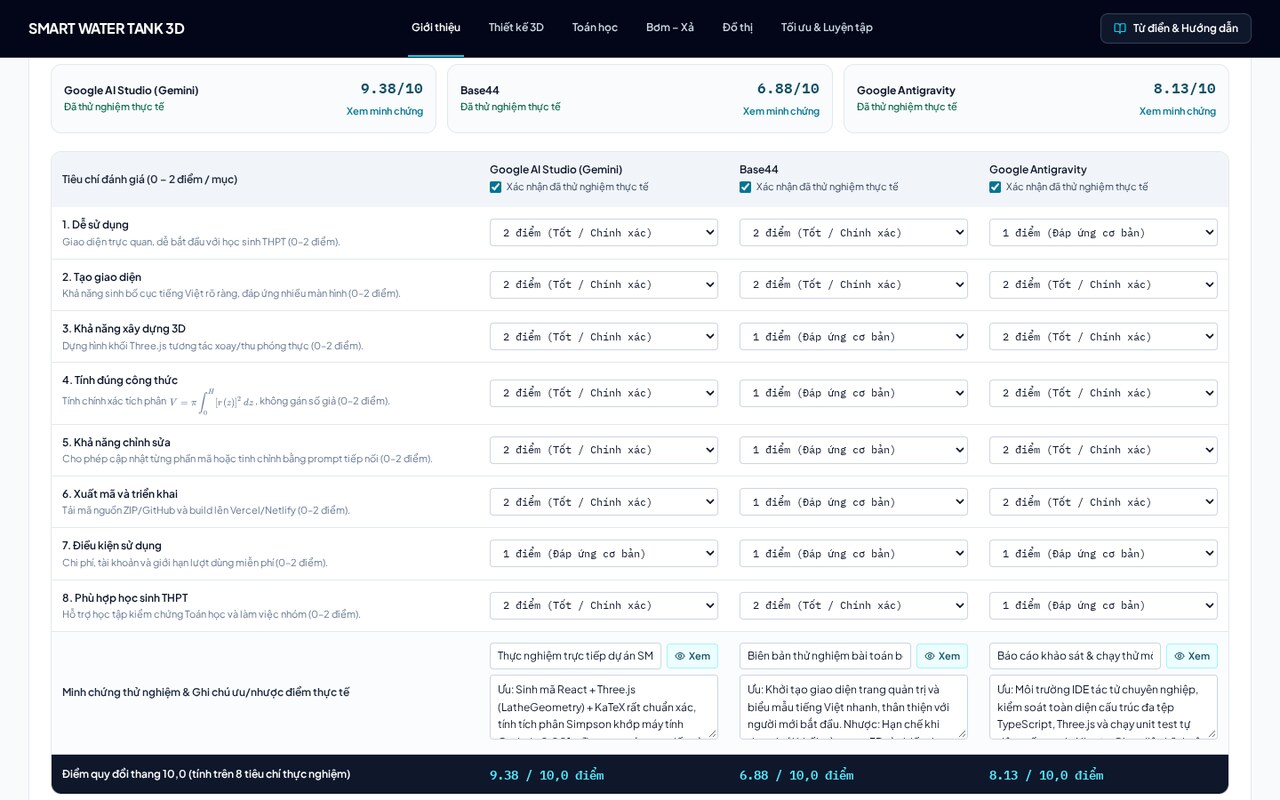 SMART WATER TANK 3D
Giới thiệu
Thiết kế 3D
Toán học
Bơm – Xả
Đồ thị
Tối ưu & Luyện tập
Từ điển & Hướng dẫn
Google AI Studio (Gemini)
Đã thử nghiệm thực tế
9.38/10
Xem minh chứng
Base44
Đã thử nghiệm thực tế
6.88/10
Xem minh chứng
Google Antigravity
Đã thử nghiệm thực tế
8.13/10
Xem minh chứng
Tiêu chí đánh giá (0 – 2 điểm / mục)
Google AI Studio (Gemini)
Xác nhận đã thử nghiệm thực tế
Base44
Xác nhận đã thử nghiệm thực tế
Google Antigravity
Xác nhận đã thử nghiệm thực tế
1. Dễ sử dụng
Giao diện trực quan, dễ bắt đầu với học sinh THPT (0–2 điểm).
2 điểm (Tốt / Chính xác)
2 điểm (Tốt / Chính xác)
1 điểm (Đáp ứng cơ bản)
2. Tạo giao diện
Khả năng sinh bố cục tiếng Việt rõ ràng, đáp ứng nhiều màn hình (0–2 điểm).
2 điểm (Tốt / Chính xác)
2 điểm (Tốt / Chính xác)
2 điểm (Tốt / Chính xác)
3. Khả năng xây dựng 3D
Dựng hình khối Three.js tương tác xoay/thu phóng thực (0–2 điểm).
2 điểm (Tốt / Chính xác)
1 điểm (Đáp ứng cơ bản)
2 điểm (Tốt / Chính xác)
4. Tính đúng công thức
Tính chính xác tích phân V = π∫₀ᴴ[r(z)]² dz, không gán số giả (0–2 điểm).
2 điểm (Tốt / Chính xác)
1 điểm (Đáp ứng cơ bản)
2 điểm (Tốt / Chính xác)
5. Khả năng chỉnh sửa
Cho phép cập nhật từng phần mã hoặc tinh chỉnh bằng prompt tiếp nối (0–2 điểm).
2 điểm (Tốt / Chính xác)
1 điểm (Đáp ứng cơ bản)
2 điểm (Tốt / Chính xác)
6. Xuất mã và triển khai
Tải mã nguồn ZIP/GitHub và build lên Vercel/Netlify (0–2 điểm).
2 điểm (Tốt / Chính xác)
1 điểm (Đáp ứng cơ bản)
2 điểm (Tốt / Chính xác)
7. Điều kiện sử dụng
Chi phí, tài khoản và giới hạn lượt dùng miễn phí (0–2 điểm).
1 điểm (Đáp ứng cơ bản)
1 điểm (Đáp ứng cơ bản)
1 điểm (Đáp ứng cơ bản)
8. Phù hợp học sinh THPT
Hỗ trợ học tập kiểm chứng Toán học và làm việc nhóm (0–2 điểm).
2 điểm (Tốt / Chính xác)
2 điểm (Tốt / Chính xác)
1 điểm (Đáp ứng cơ bản)
Minh chứng thử nghiệm & Ghi chú ưu/nhược điểm thực tế
Thực nghiệm trực tiếp dự án SM
Xem
Ưu: Sinh mã React + Three.js
(LatheGeometry) + KaTeX rất chuẩn xác,
tính tích phân Simpson khớp máy tính
Biên bản thử nghiệm bài toán b
Xem
Ưu: Khởi tạo giao diện trang quản trị và
biểu mẫu tiếng Việt nhanh, thân thiện với
người mới bắt đầu. Nhược: Hạn chế khi
Báo cáo khảo sát & chạy thử
Xem
Ưu: Môi trường IDE tác tử chuyên nghiệp,
kiểm soát toàn diện cấu trúc đa tệp
TypeScript, Three.js và chạy unit test tự
Điểm quy đổi thang 10,0 (tính trên 8 tiêu chí thực nghiệm)
9.38 / 10,0 điểm
6.88 / 10,0 điểm
8.13 / 10,0 điểm